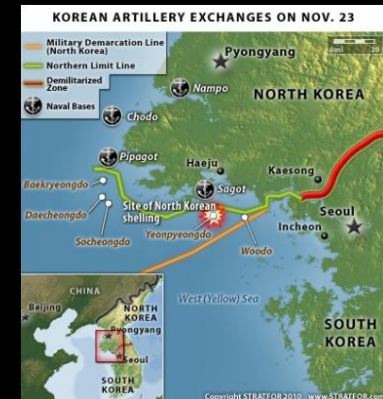 KOREAN ARTILLERY EXCHANGES ON NOV. 23
Military Demarcation Line
(North Korea)
Northern Limit Line
Demilitarized
Zone
Naval Bases
Pyongyang
0mi 20
Nampo
NORTH KOREA
Chodo
Pipagot
Haeju
Kaesong
Baekryeongdo
Sagot
Site of North Korean
shelling
Seoul
Daecheongdo
Yeonpyeongdo
Incheon
Socheongdo
Woodo
CHINA
West (Yellow) Sea
Beijing
NORTH
KOREA
Pyongyang
SOUTH
KOREA
Seoul
SOUTH
KOREA
Copyright STRATFOR 2010 www.STRATFOR.com